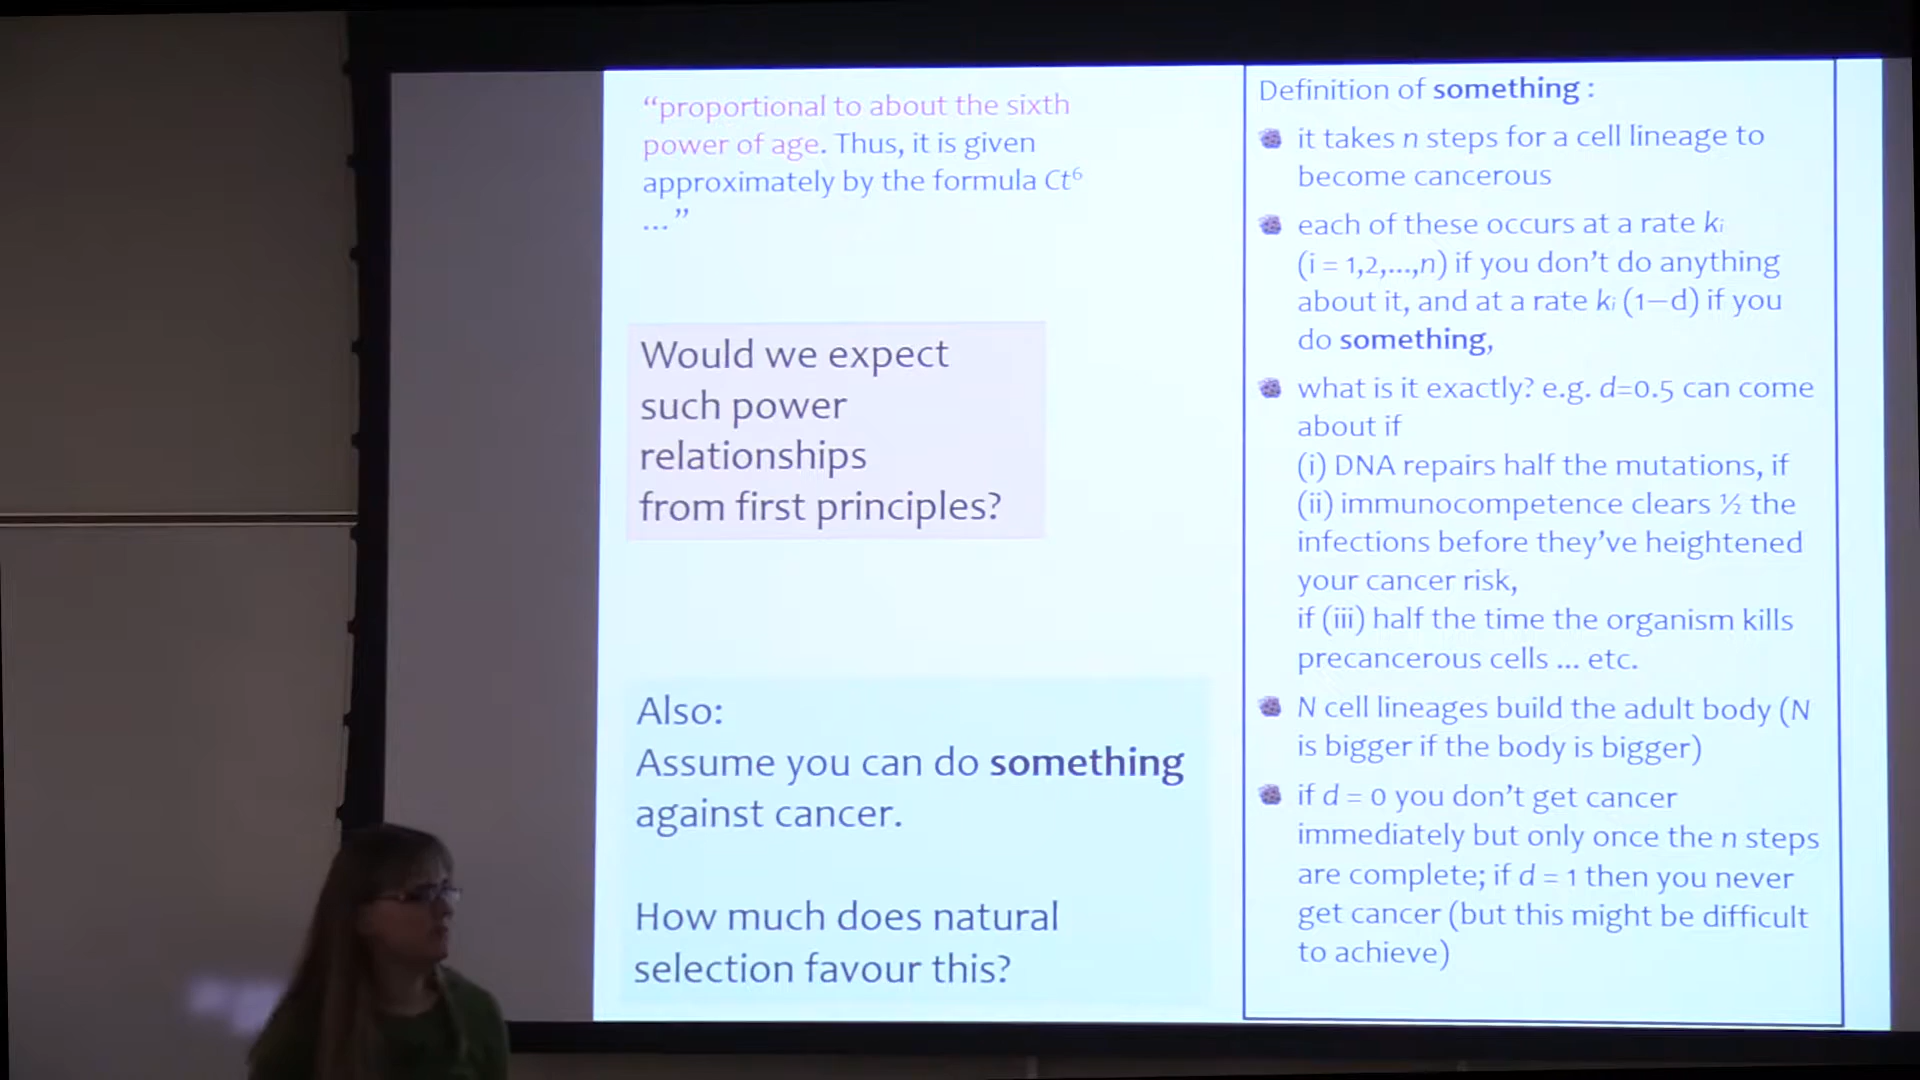 “proportional to about the sixth
power of age. Thus, it is given
approximately by the formula Ct⁶
...”
Would we expect
such power
relationships
from first principles?
Also:
Assume you can do something
against cancer.
How much does natural
selection favour this?
Definition of something :
it takes n steps for a cell lineage to
become cancerous
each of these occurs at a rate kᵢ
(i = 1,2,...,n) if you don’t do anything
about it, and at a rate kᵢ (1–d) if you
do something,
what is it exactly? e.g. d=0.5 can come
about if
(i) DNA repairs half the mutations, if
(ii) immunocompetence clears ½ the
infections before they’ve heightened
your cancer risk,
if (iii) half the time the organism kills
precancerous cells ... etc.
N cell lineages build the adult body (N
is bigger if the body is bigger)
if d = 0 you don’t get cancer
immediately but only once the n steps
are complete; if d = 1 then you never
get cancer (but this might be difficult
to achieve)